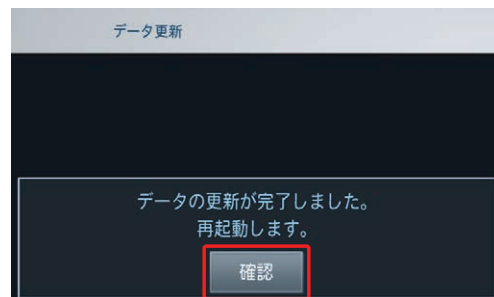 データ更新
データの更新が完了しました。
再起動します。
確認